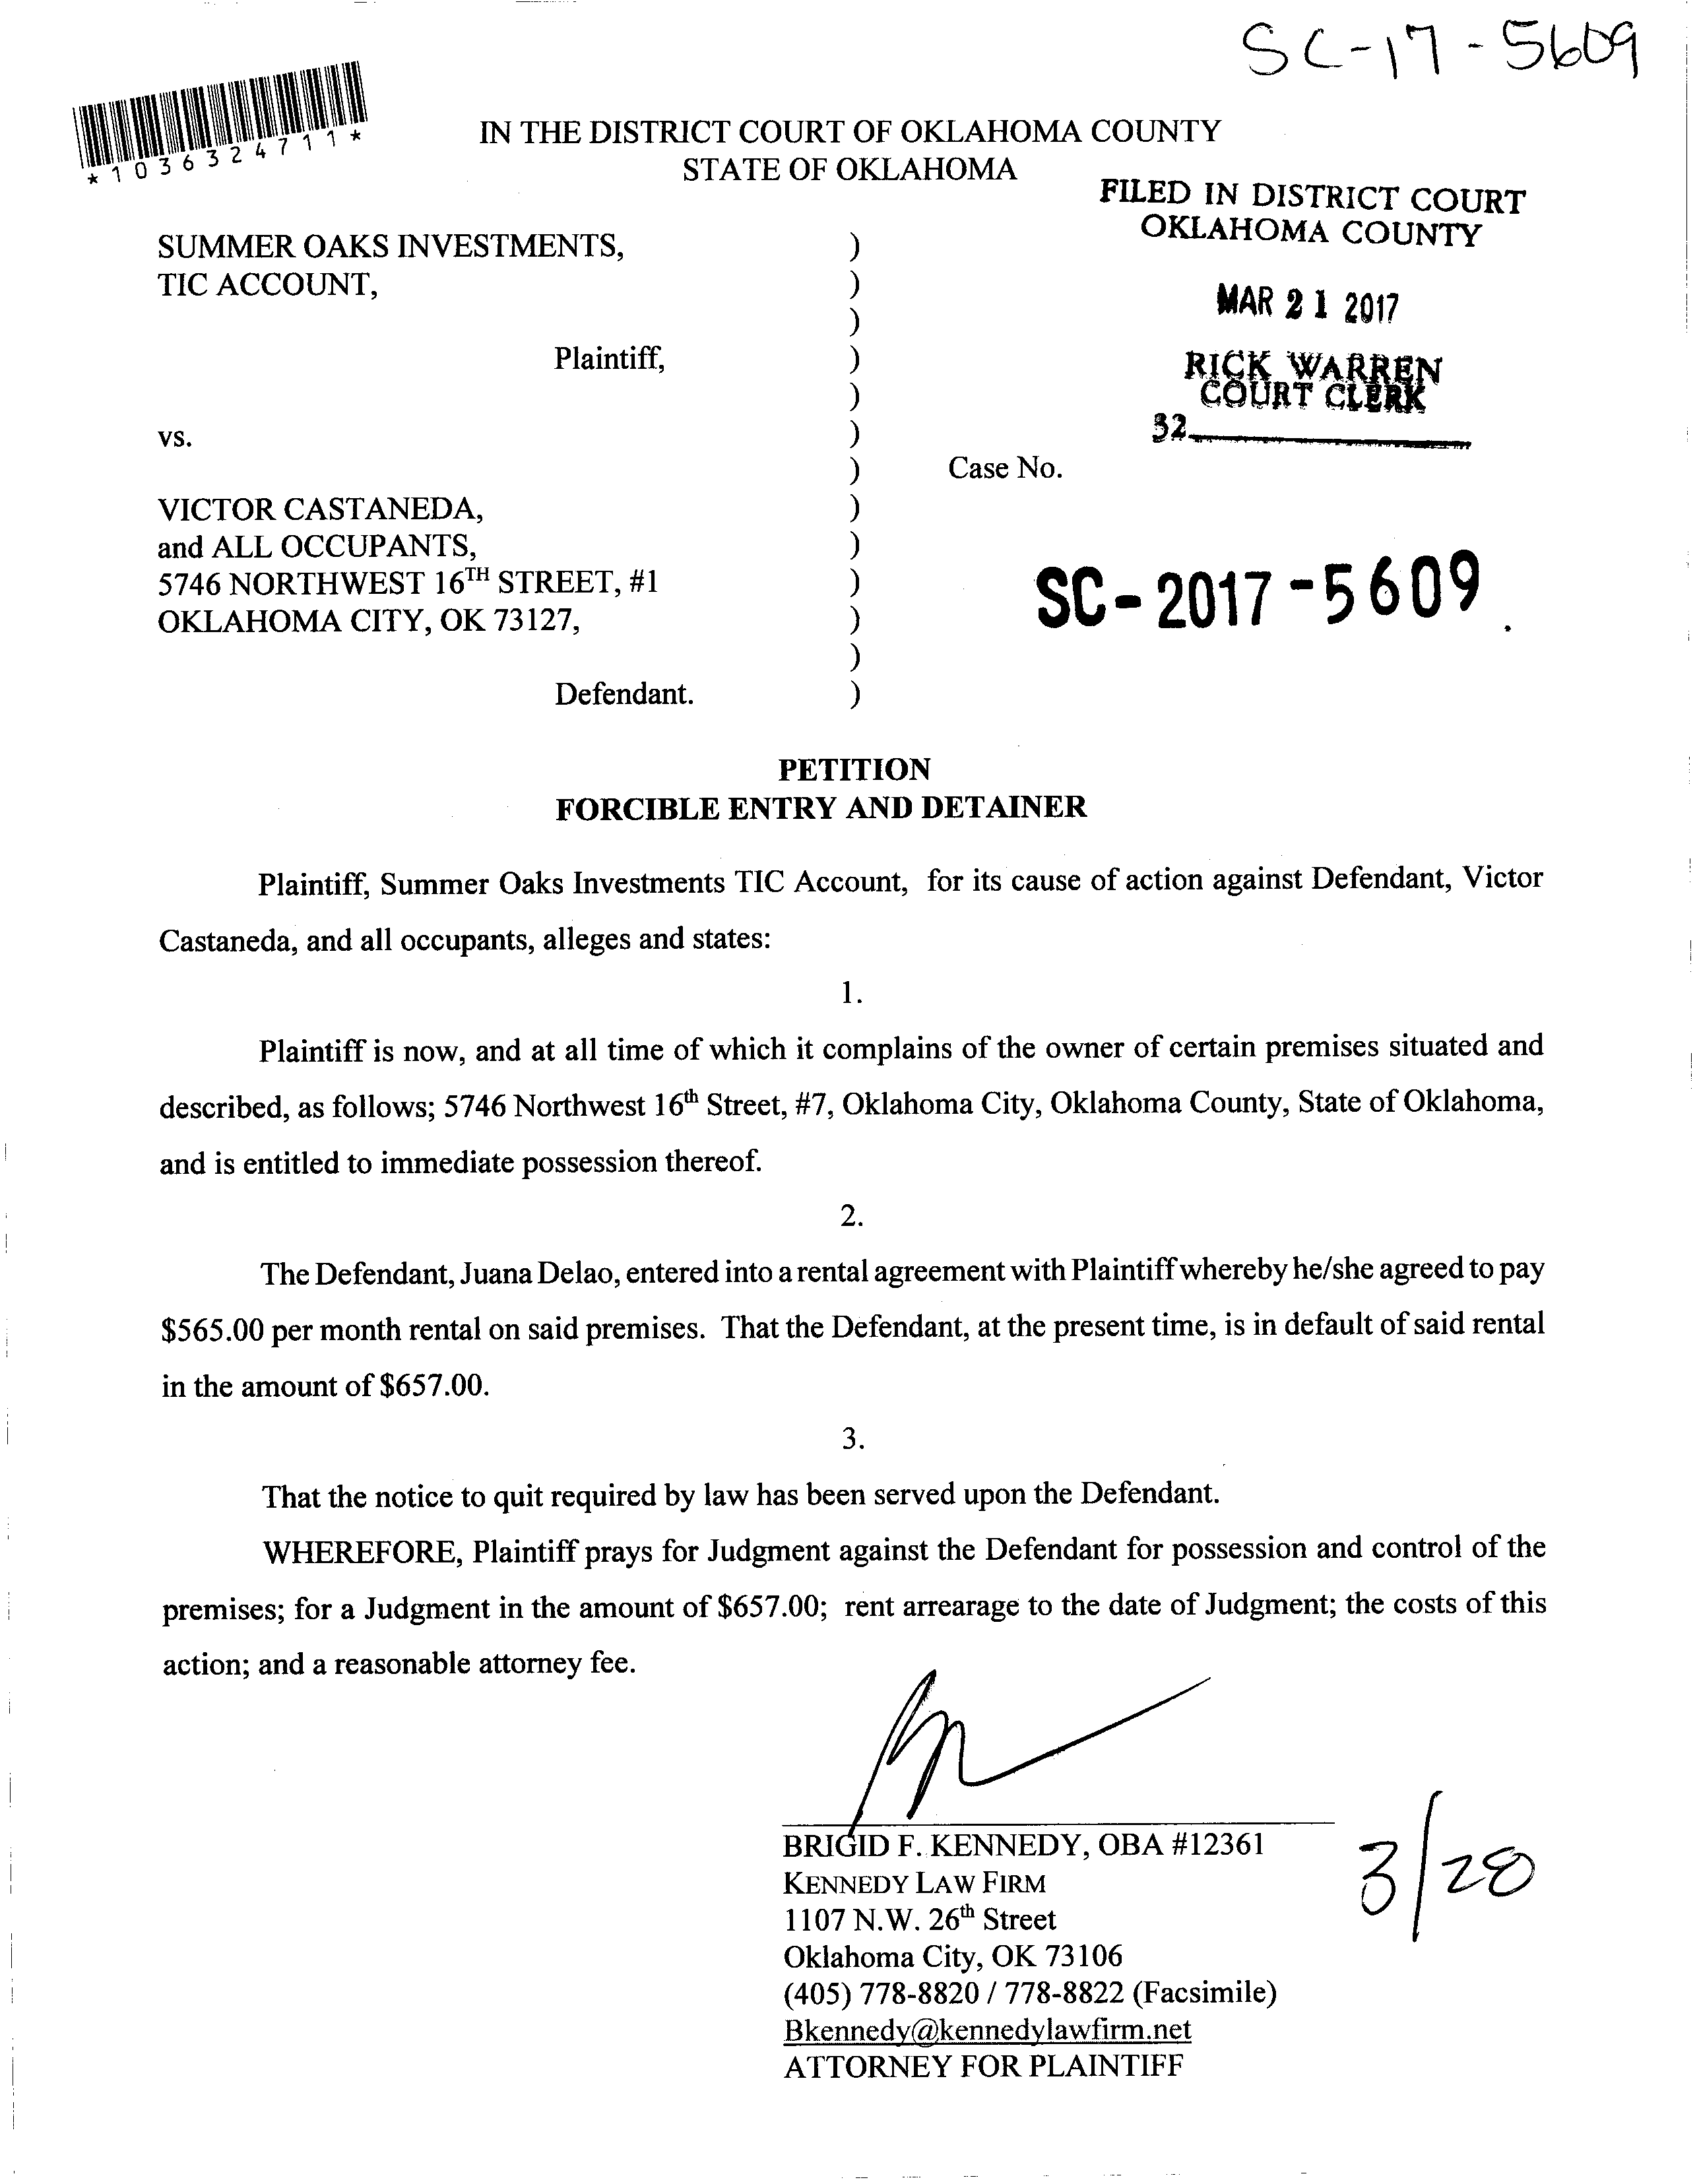 SC-17-5609
*1036324711*
IN THE DISTRICT COURT OF OKLAHOMA COUNTY
STATE OF OKLAHOMA
FILED IN DISTRICT COURT
OKLAHOMA COUNTY
MAR 21 2017
RICK WARREN
COURT CLERK
32
SUMMER OAKS INVESTMENTS, )
TIC ACCOUNT, )
)
Plaintiff, )
)
vs. )
) Case No.
VICTOR CASTANEDA, )
and ALL OCCUPANTS, )
5746 NORTHWEST 16TH STREET, #1 ) SC-2017-5609.
OKLAHOMA CITY, OK 73127, )
)
Defendant. )
PETITION
FORCIBLE ENTRY AND DETAINER
Plaintiff, Summer Oaks Investments TIC Account, for its cause of action against Defendant, Victor
Castaneda, and all occupants, alleges and states:
1.
Plaintiff is now, and at all time of which it complains of the owner of certain premises situated and
described, as follows; 5746 Northwest 16th Street, #7, Oklahoma City, Oklahoma County, State of Oklahoma,
and is entitled to immediate possession thereof.
2.
The Defendant, Juana Delao, entered into a rental agreement with Plaintiff whereby he/she agreed to pay
$565.00 per month rental on said premises. That the Defendant, at the present time, is in default of said rental
in the amount of $657.00.
3.
That the notice to quit required by law has been served upon the Defendant.
WHEREFORE, Plaintiff prays for Judgment against the Defendant for possession and control of the
premises; for a Judgment in the amount of $657.00; rent arrearage to the date of Judgment; the costs of this
action; and a reasonable attorney fee.
BRIGID F. KENNEDY, OBA #12361
KENNEDY LAW FIRM
1107 N.W. 26th Street
Oklahoma City, OK 73106
(405) 778-8820 / 778-8822 (Facsimile)
Bkennedy@kennedylawfirm.net
ATTORNEY FOR PLAINTIFF
3/28